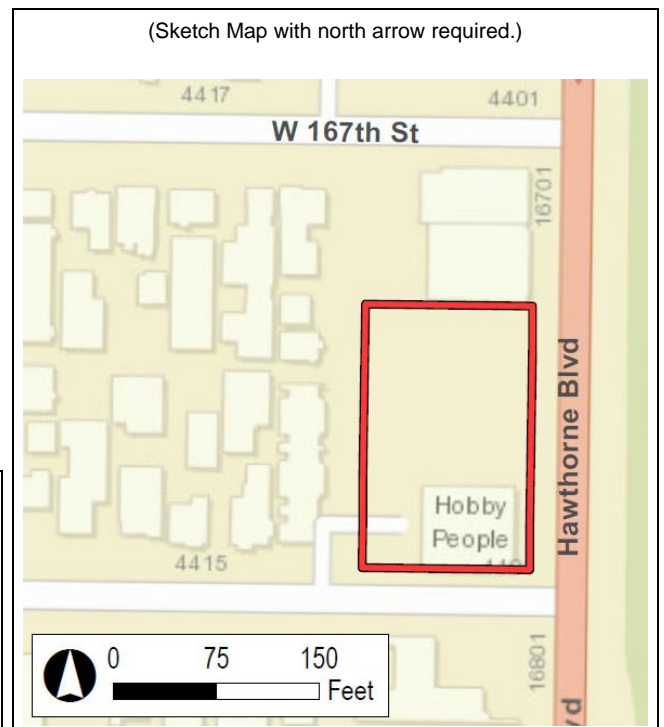 (Sketch Map with north arrow required.)
4417
4401
W 167th St
16701
Hawthorne Blvd
Hobby
People
4415
16801
0 75 150
Feet